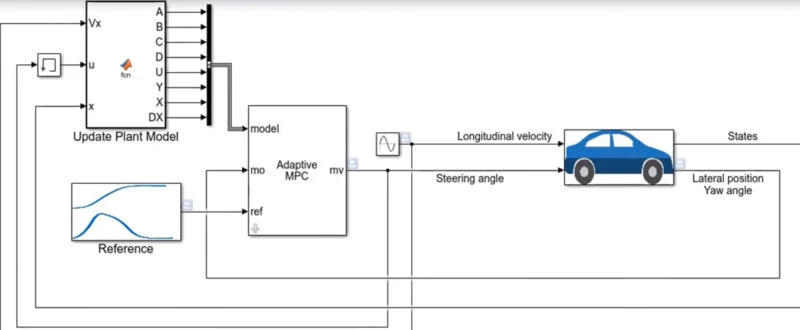 Vx
u
x
fcn
A
B
C
D
U
Y
X
DX
Update Plant Model
model
mo
ref
Adaptive
MPC
mv
Reference
Longitudinal velocity
Steering angle
States
Lateral position
Yaw angle